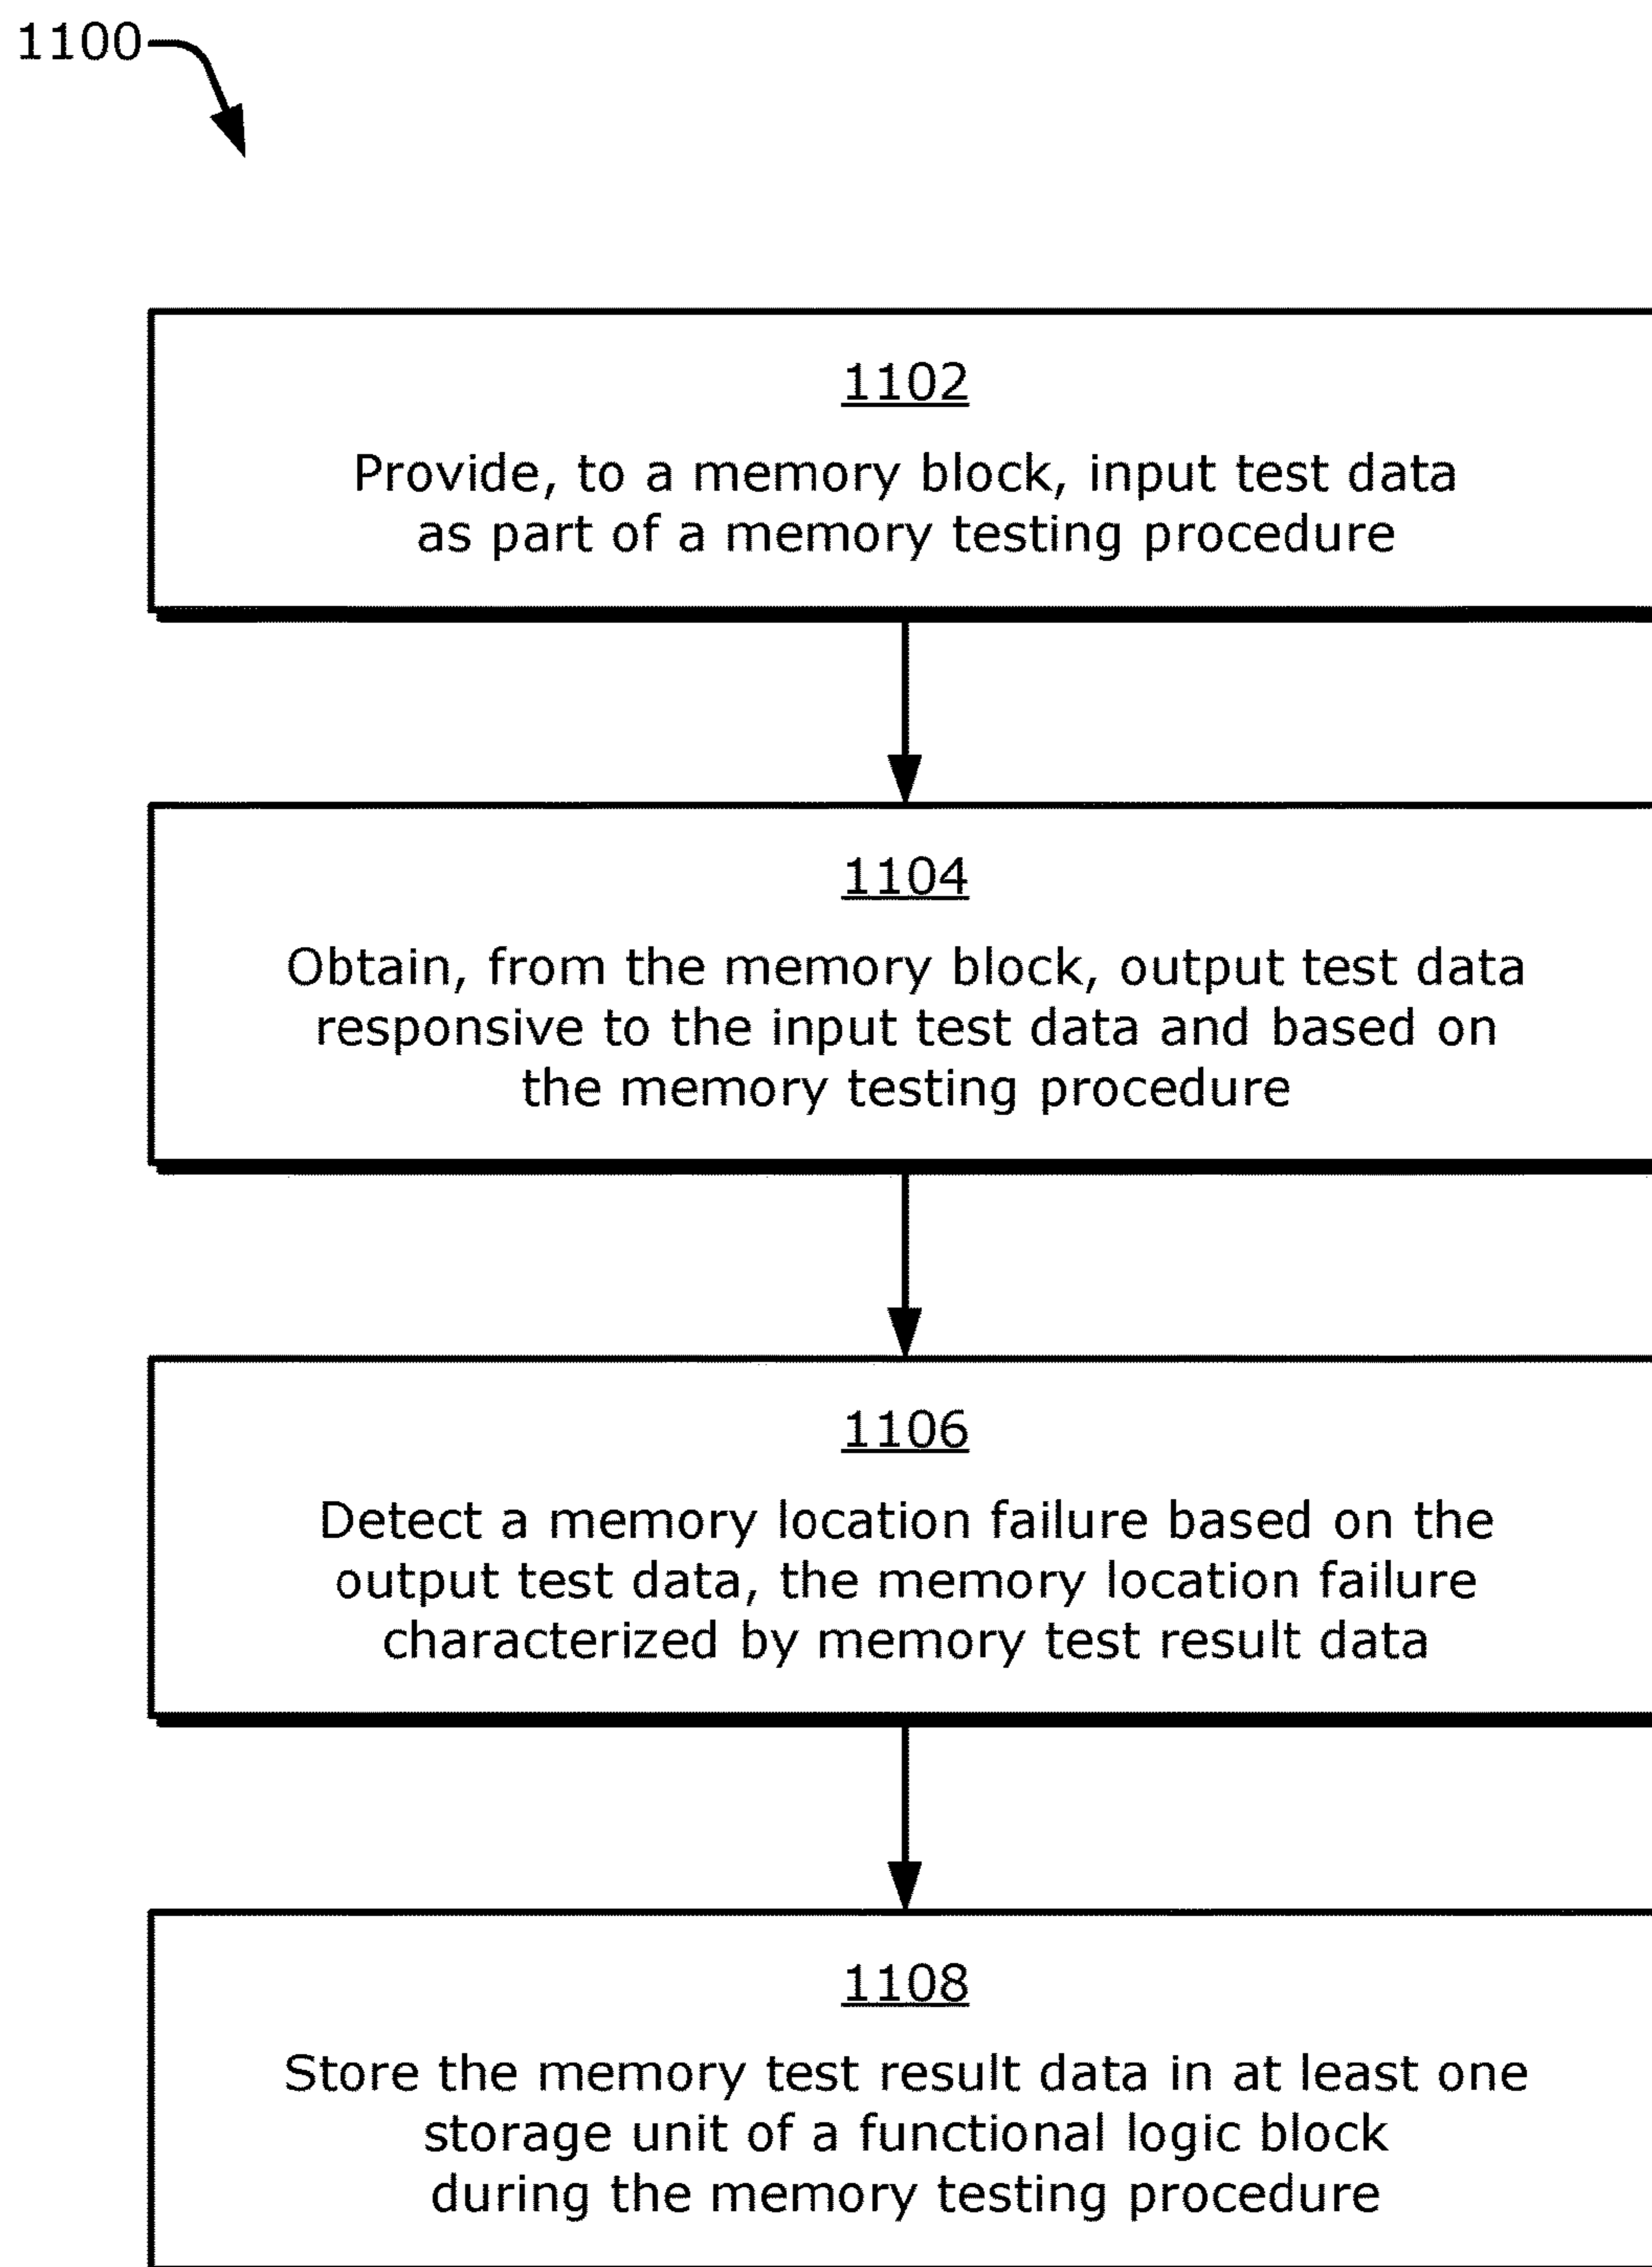 1100
1102
Provide, to a memory block, input test data
as part of a memory testing procedure
1104
Obtain, from the memory block, output test data
responsive to the input test data and based on
the memory testing procedure
1106
Detect a memory location failure based on the
output test data, the memory location failure
characterized by memory test result data
1108
Store the memory test result data in at least one
storage unit of a functional logic block
during the memory testing procedure